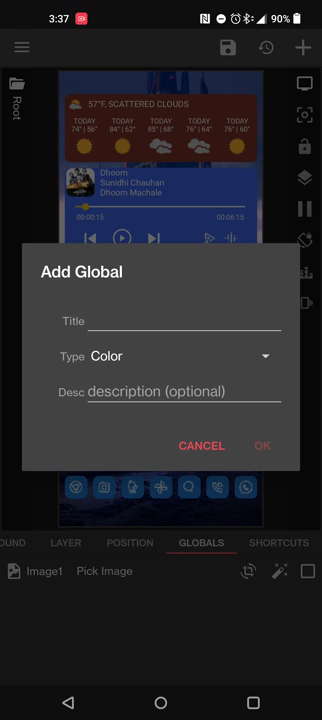 3:37
90%
Root
57°F, SCATTERED CLOUDS
TODAY TODAY TODAY TODAY TODAY
74°|56° 84°|62° 85°|68° 76°|64° 76°|60°
Dhoom
Sunidhi Chauhan
Dhoom Machale
00:00:15 00:06:15
Add Global
Title
Type Color
Desc description (optional)
CANCEL OK
OUND LAYER POSITION GLOBALS SHORTCUTS
Image1 Pick Image